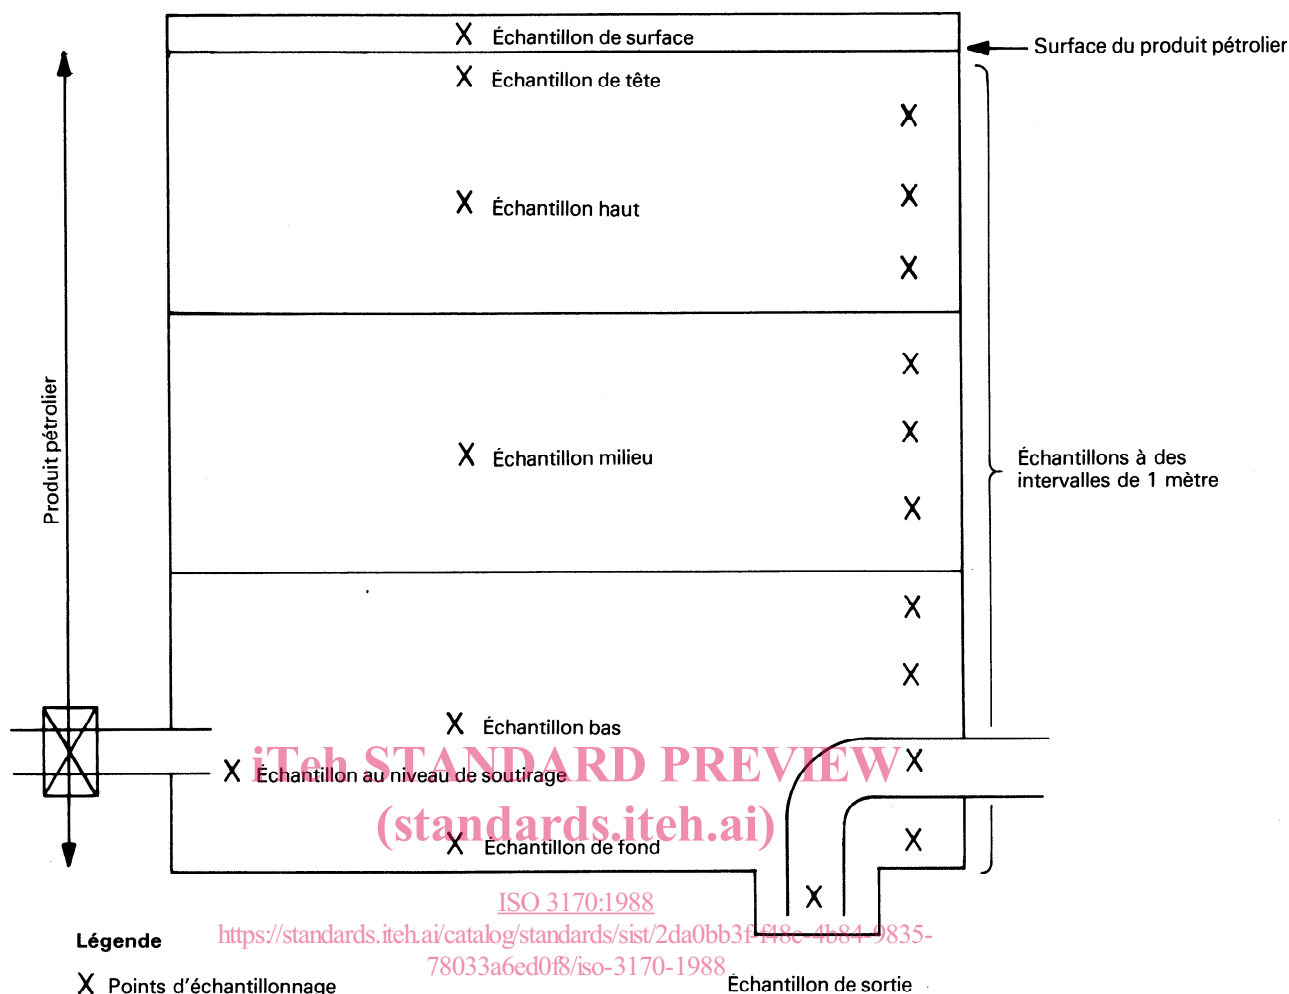 Échantillon de surface
Surface du produit pétrolier
Échantillon de tête
Échantillon haut
Produit pétrolier
Échantillon milieu
Échantillons à des
intervalles de 1 mètre
Échantillon bas
iTeh STANDARD PREVIEW
Échantillon au niveau de soutirage
(standards.iteh.ai)
Échantillon de fond
ISO 3170:1988
https://standards.iteh.ai/catalog/standards/sist/2da0bb3f-f48c-4b84-9835-
78033a6ed0f8/iso-3170-1988
Légende
X Points d'échantillonnage
Échantillon de sortie